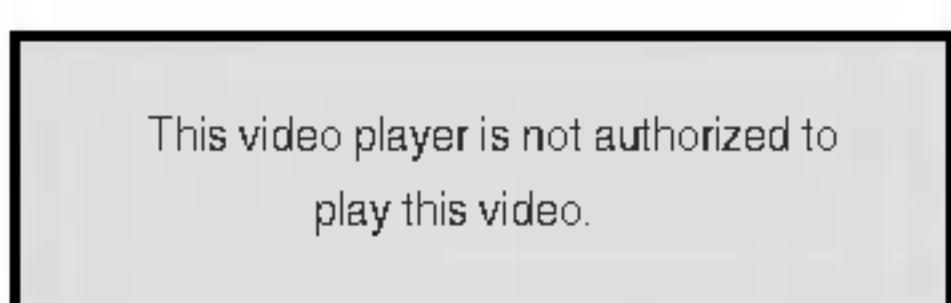 This video player is not authorized to
play this video.